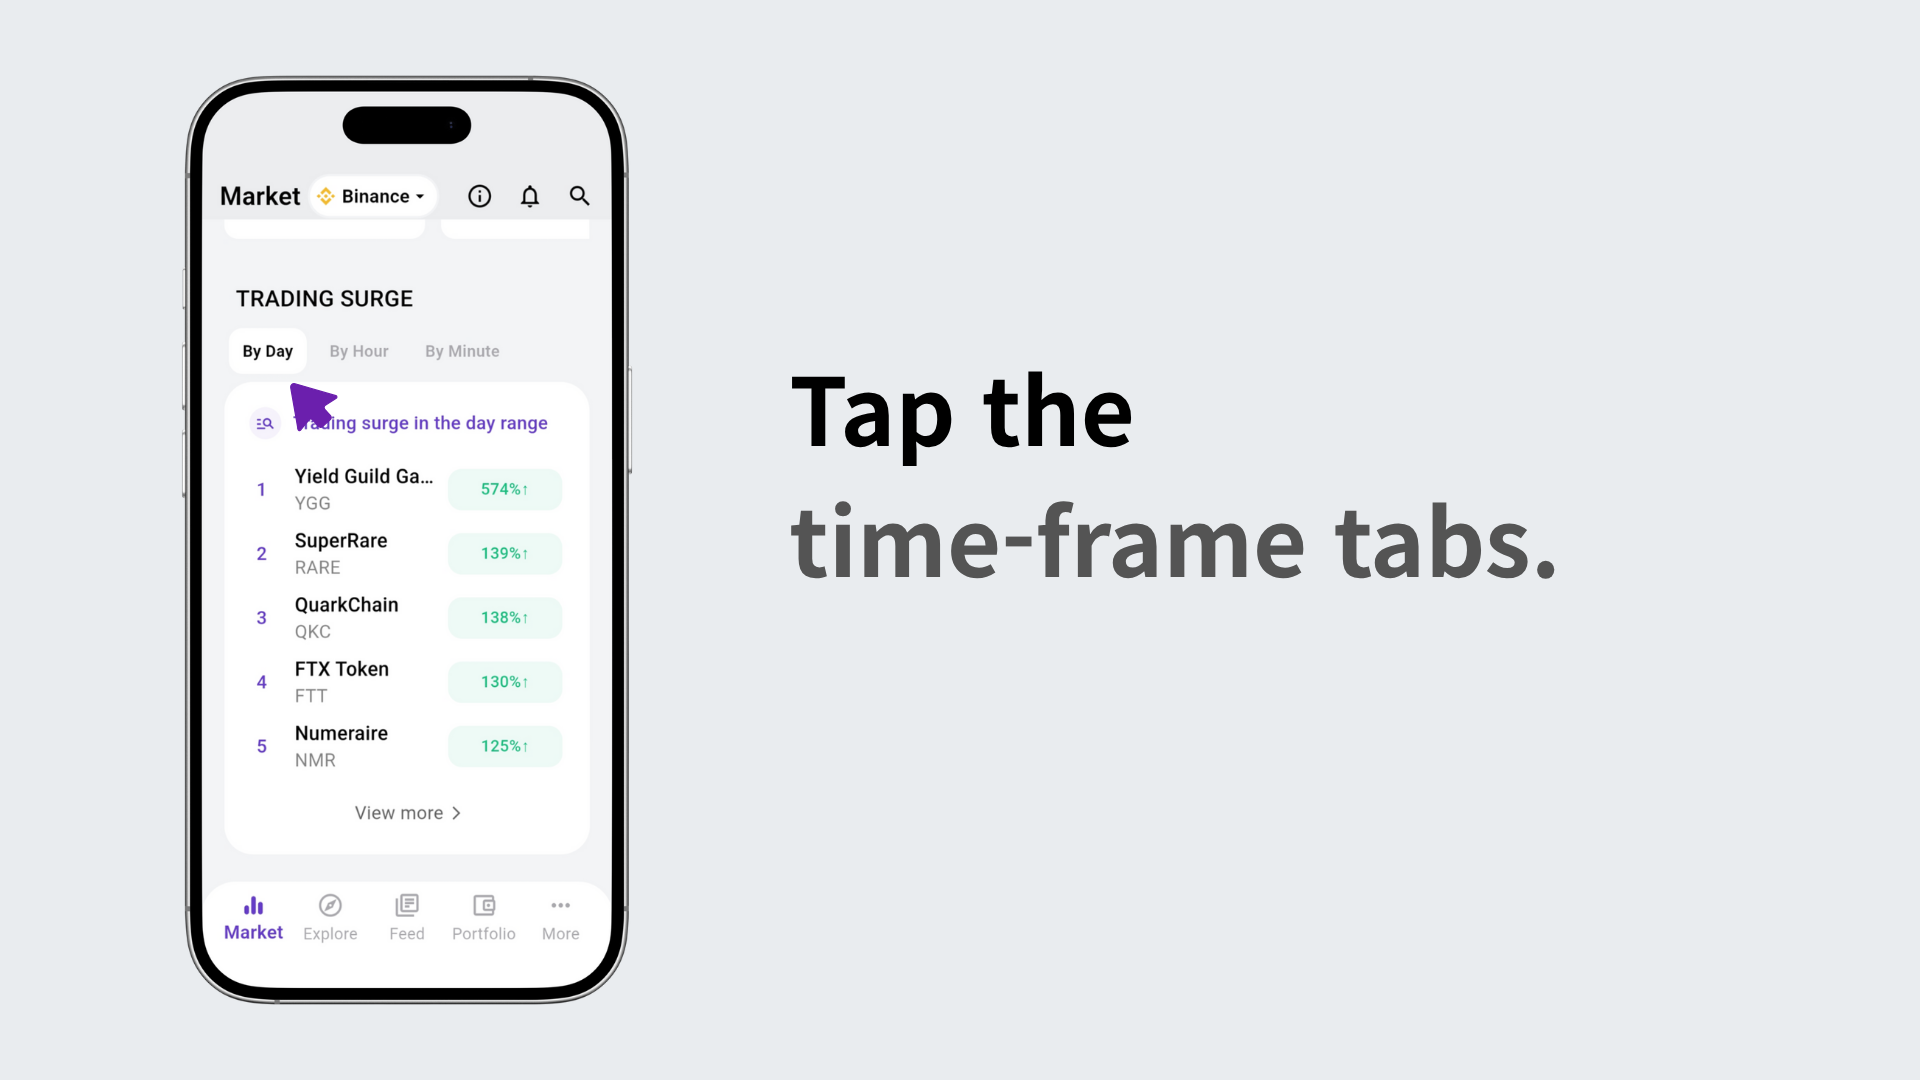 Market
Binance
TRADING SURGE
By Day
By Hour
By Minute
Trading surge in the day range
1
Yield Guild Ga...
YGG
574%↑
2
SuperRare
RARE
139%↑
3
QuarkChain
QKC
138%↑
4
FTX Token
FTT
130%↑
5
Numeraire
NMR
125%↑
View more
Market
Explore
Feed
Portfolio
More
Tap the
time-frame tabs.